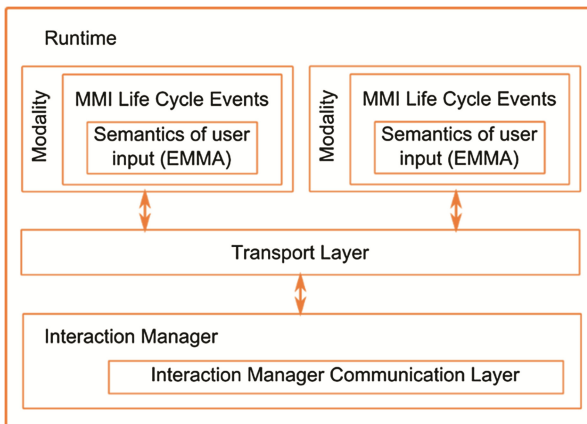 Runtime
Modality
MMI Life Cycle Events
Semantics of user
input (EMMA)
Modality
MMI Life Cycle Events
Semantics of user
input (EMMA)
Transport Layer
Interaction Manager
Interaction Manager Communication Layer